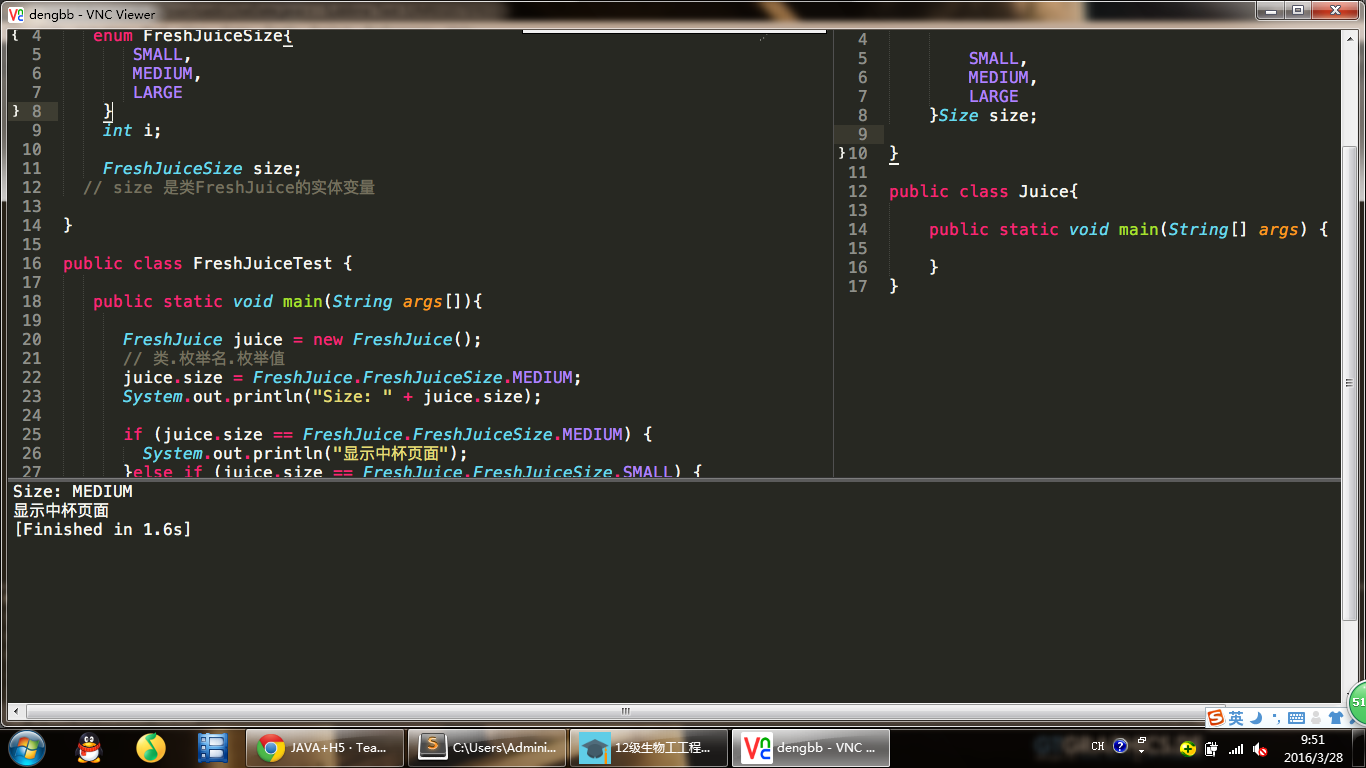 dengbb - VNC Viewer
{ 4 enum FreshJuiceSize{
5 SMALL,
6 MEDIUM,
7 LARGE
} 8 }
9 int i;
10
11 FreshJuiceSize size;
12 // size 是类FreshJuice的实体变量
13
14 }
15
16 public class FreshJuiceTest {
17
18 public static void main(String args[]){
19
20 FreshJuice juice = new FreshJuice();
21 // 类.枚举名.枚举值
22 juice.size = FreshJuice.FreshJuiceSize.MEDIUM;
23 System.out.println("Size: " + juice.size);
24
25 if (juice.size == FreshJuice.FreshJuiceSize.MEDIUM) {
26 System.out.println("显示中杯页面");
27 }else if (juice.size == FreshJuice.FreshJuiceSize.SMALL) {
4
5 SMALL,
6 MEDIUM,
7 LARGE
8 }Size size;
9
}10 }
11
12 public class Juice{
13
14 public static void main(String[] args) {
15
16 }
17 }
Size: MEDIUM
显示中杯页面
[Finished in 1.6s]
51
英
JAVA+H5 · Tea...
C:\Users\Admini...
12级生物工工程...
dengbb - VNC ...
CH
9:51
2016/3/28